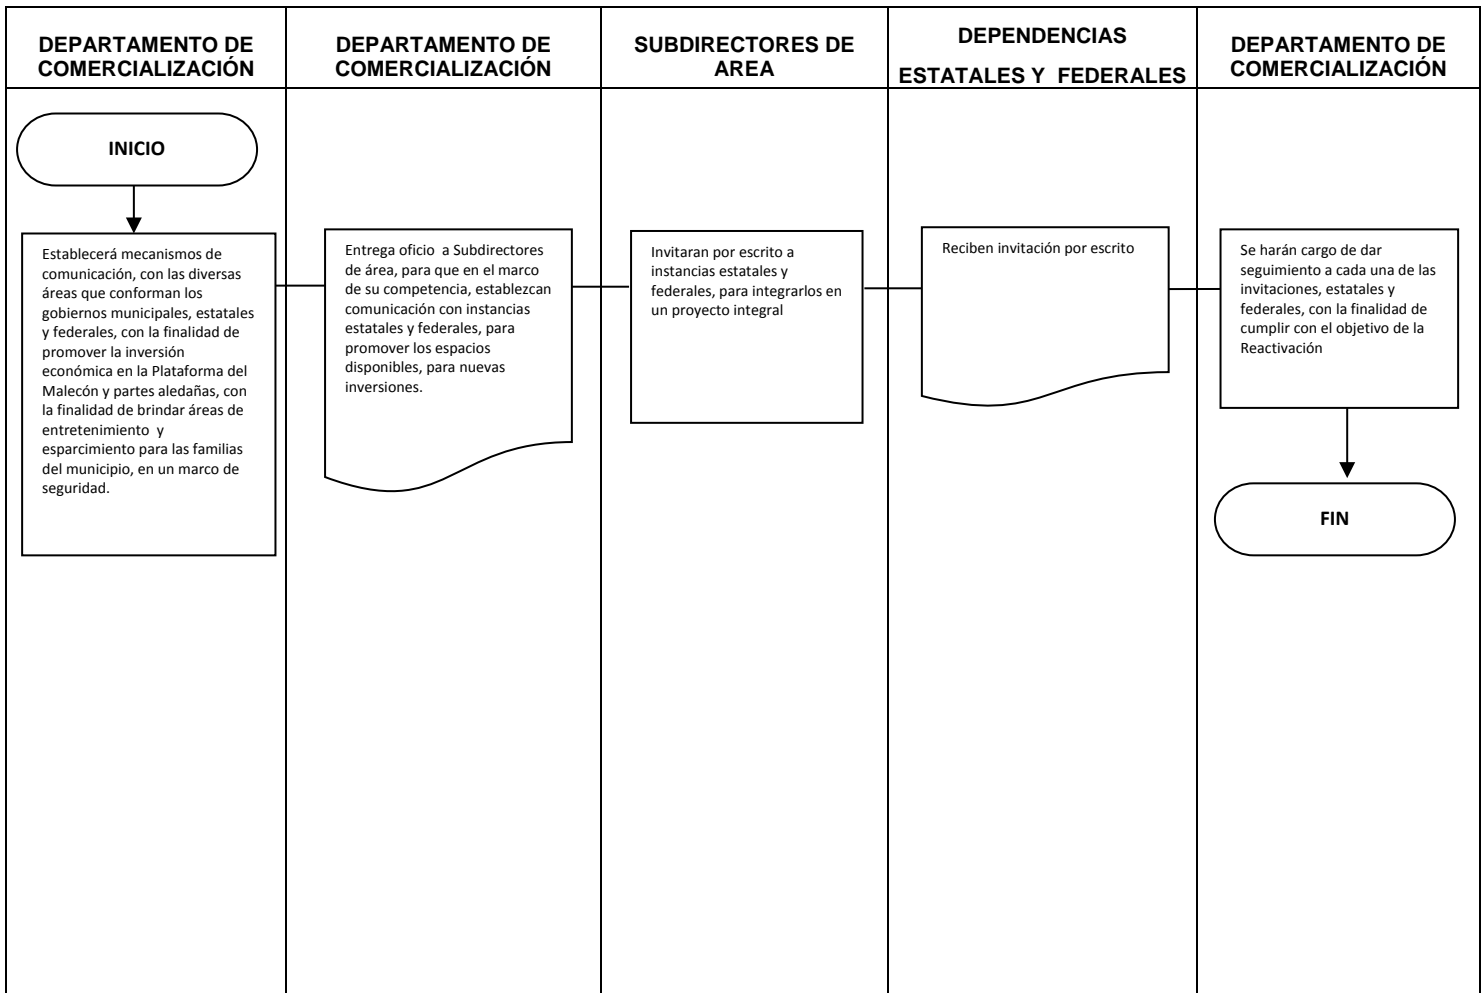 DEPARTAMENTO DE
COMERCIALIZACIÓN
DEPARTAMENTO DE
COMERCIALIZACIÓN
SUBDIRECTORES DE
AREA
DEPENDENCIAS
ESTATALES Y FEDERALES
DEPARTAMENTO DE
COMERCIALIZACIÓN
INICIO
Establecerá mecanismos de
comunicación, con las diversas
áreas que conforman los
gobiernos municipales, estatales
y federales, con la finalidad de
promover la inversión
económica en la Plataforma del
Malecón y partes aledañas, con
la finalidad de brindar áreas de
entretenimiento y
esparcimiento para las familias
del municipio, en un marco de
seguridad.
Entrega oficio a Subdirectores
de área, para que en el marco
de su competencia, establezcan
comunicación con instancias
estatales y federales, para
promover los espacios
disponibles, para nuevas
inversiones.
Invitaran por escrito a
instancias estatales y
federales, para integrarlos en
un proyecto integral
Reciben invitación por escrito
Se harán cargo de dar
seguimiento a cada una de las
invitaciones, estatales y
federales, con la finalidad de
cumplir con el objetivo de la
Reactivación
FIN